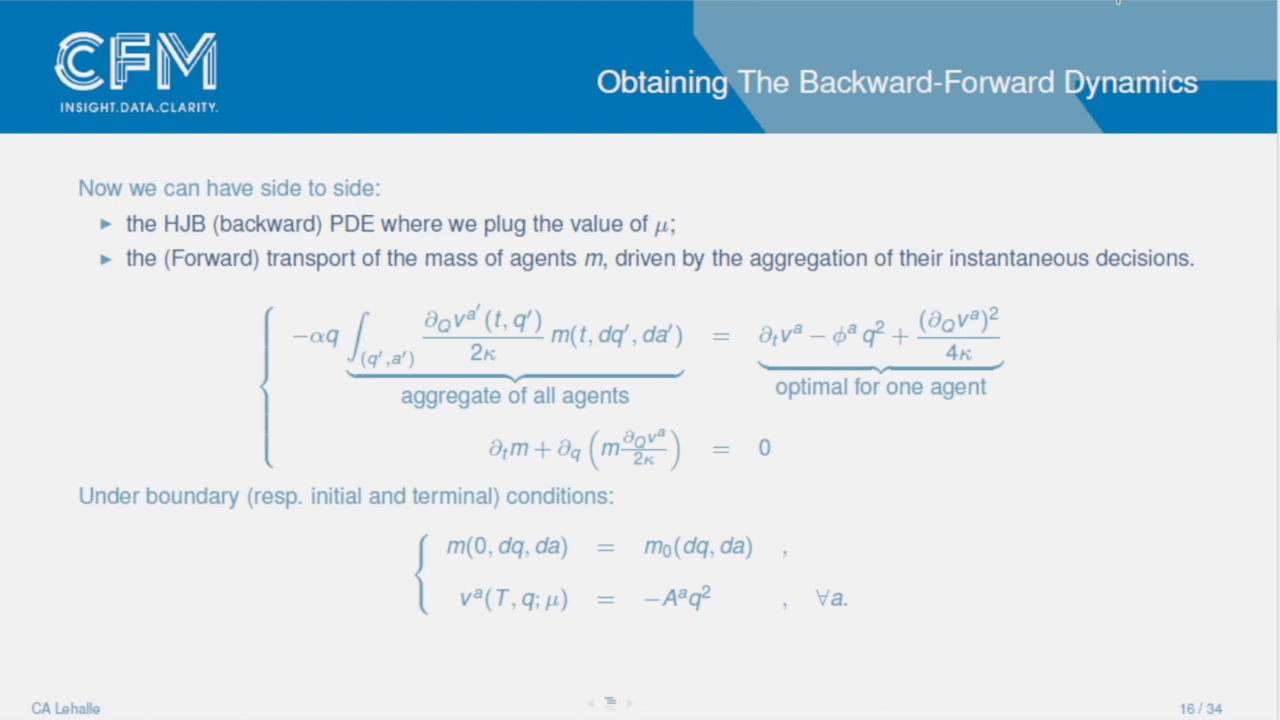 CFM
INSIGHT.DATA.CLARITY.
Obtaining The Backward-Forward Dynamics
Now we can have side to side:
► the HJB (backward) PDE where we plug the value of μ;
► the (Forward) transport of the mass of agents m, driven by the aggregation of their instantaneous decisions.
−αq ∫_(q′,a′) ∂_Q v^a′(t, q′) / 2κ m(t, dq′, da′) = ∂_t v^a − ϕ^a q² + (∂_Q v^a)² / 4κ
aggregate of all agents optimal for one agent
∂_t m + ∂_q (m ∂_Q v^a / 2κ) = 0
Under boundary (resp. initial and terminal) conditions:
m(0, dq, da) = m₀(dq, da) ,
v^a(T, q; μ) = −A^a q² , ∀a.
CA Lehalle
16 / 34